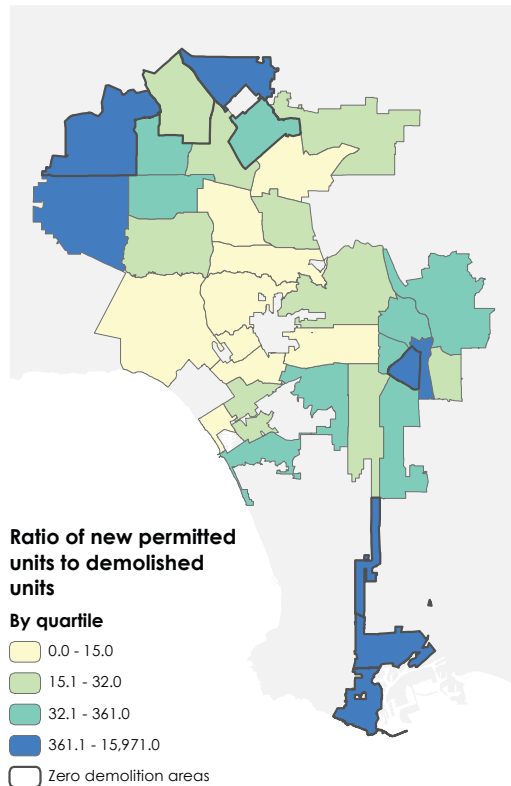 Ratio of new permitted
units to demolished
units
By quartile
0.0 - 15.0
15.1 - 32.0
32.1 - 361.0
361.1 - 15,971.0
Zero demolition areas